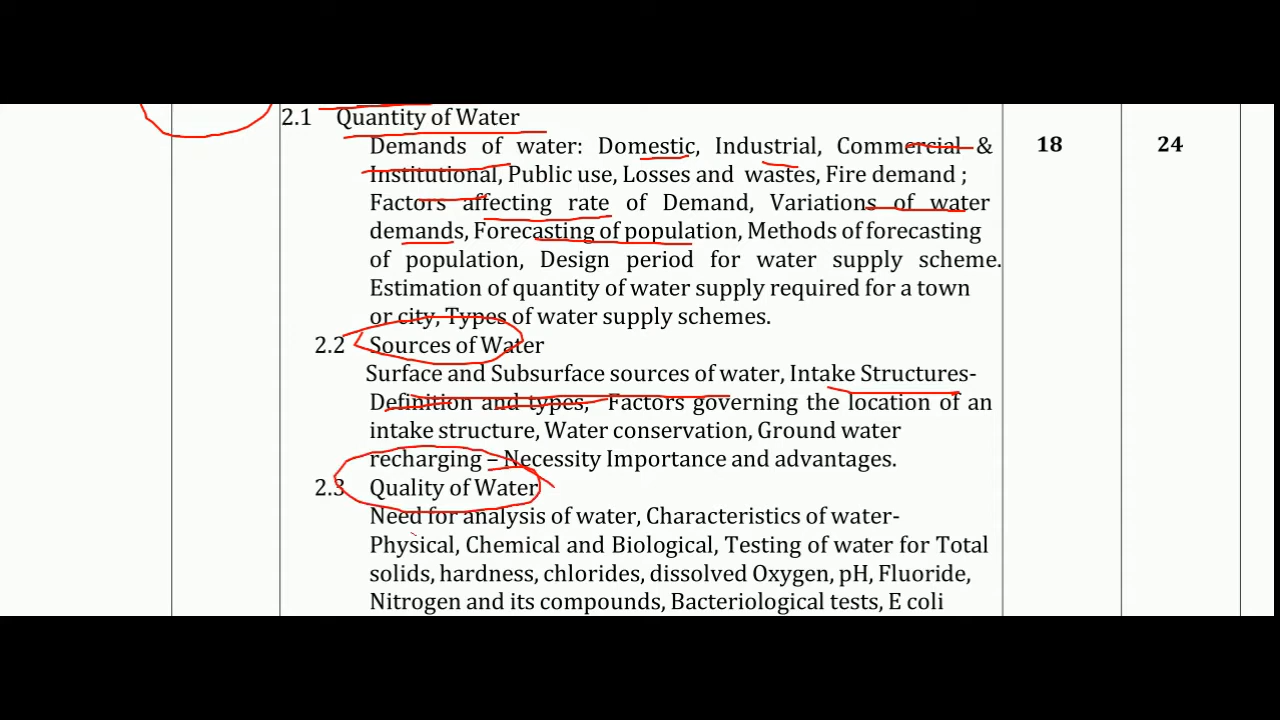 2.1 Quantity of Water
Demands of water: Domestic, Industrial, Commercial & 18 24
Institutional, Public use, Losses and wastes, Fire demand ;
Factors affecting rate of Demand, Variations of water
demands, Forecasting of population, Methods of forecasting
of population, Design period for water supply scheme.
Estimation of quantity of water supply required for a town
or city, Types of water supply schemes.
2.2 Sources of Water
Surface and Subsurface sources of water, Intake Structures-
Definition and types, Factors governing the location of an
intake structure, Water conservation, Ground water
recharging – Necessity Importance and advantages.
2.3 Quality of Water
Need for analysis of water, Characteristics of water-
Physical, Chemical and Biological, Testing of water for Total
solids, hardness, chlorides, dissolved Oxygen, pH, Fluoride,
Nitrogen and its compounds, Bacteriological tests, E coli